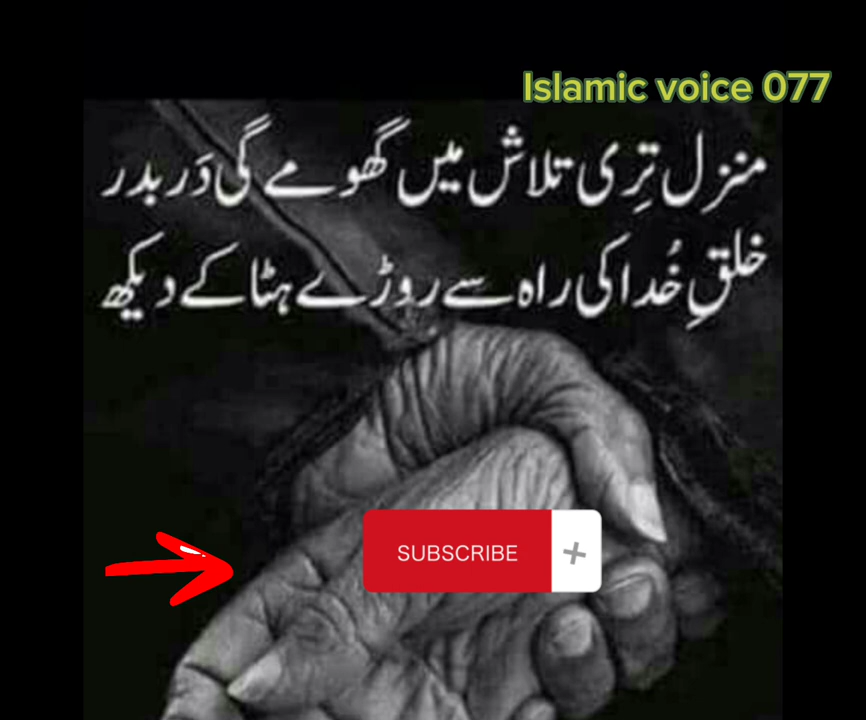 Islamic voice 077
منزل تِری تلاش میں گھومے گی دَر بدر
خلقِ خُدا کی راہ سے روڑے ہٹا کے دیکھ
SUBSCRIBE +